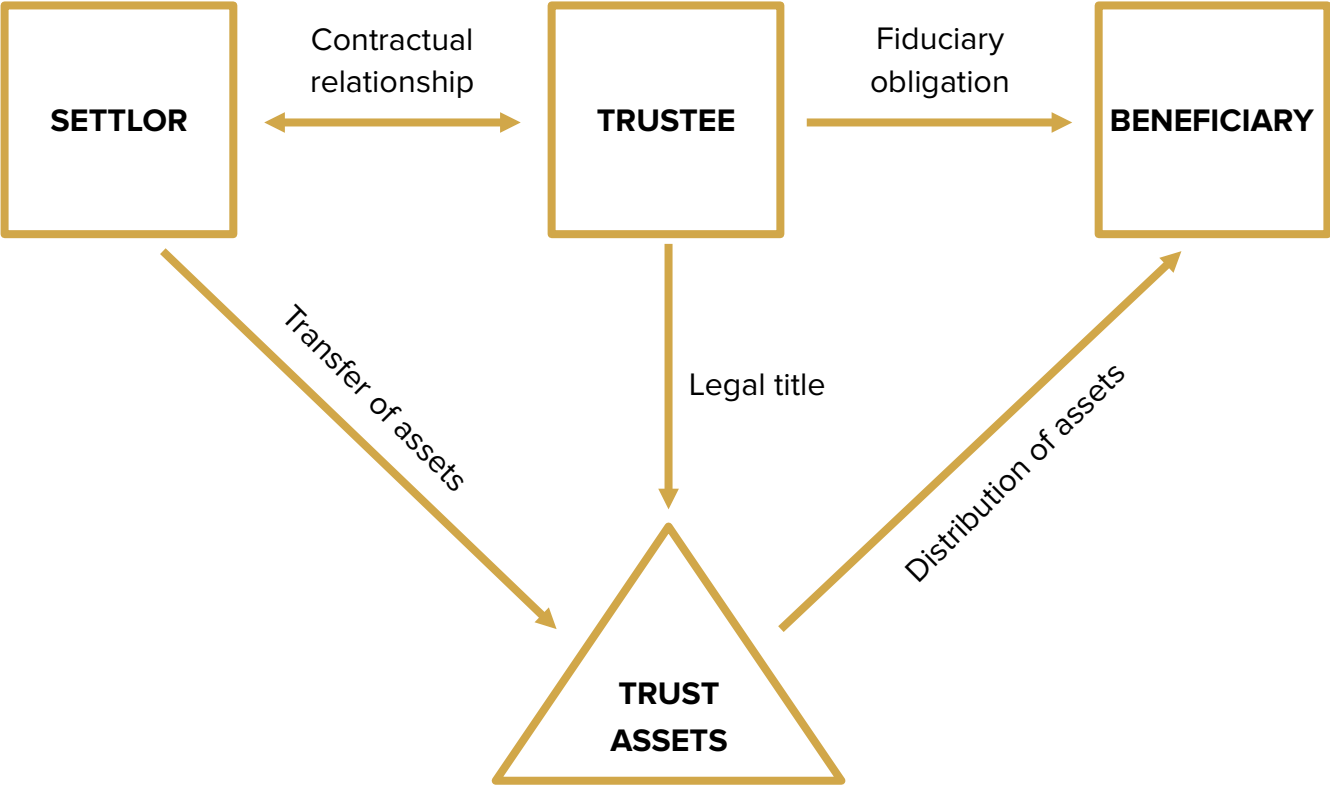 Contractual
relationship
Fiduciary
obligation
SETTLOR
TRUSTEE
BENEFICIARY
Transfer of assets
Legal title
Distribution of assets
TRUST
ASSETS